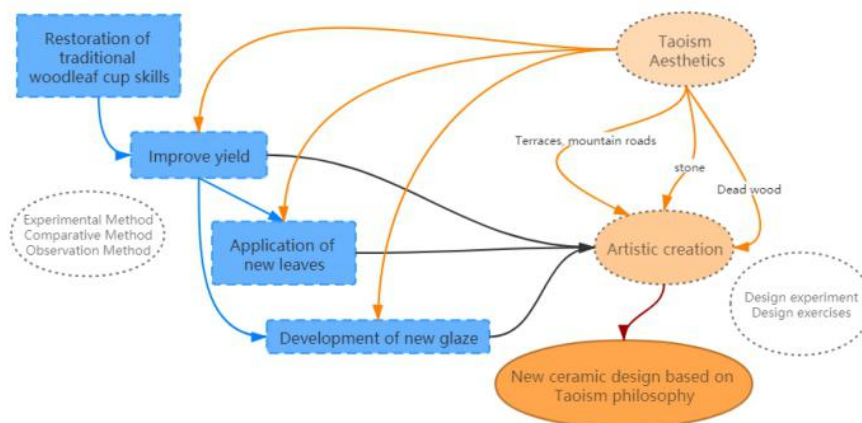 Restoration of
traditional
woodleaf cup skills
Taoism
Aesthetics
Improve yield
Terraces, mountain roads
stone
Dead wood
Experimental Method
Comparative Method
Observation Method
Application of
new leaves
Artistic creation
Design experiment
Design exercises
Development of new glaze
New ceramic design based on
Taoism philosophy